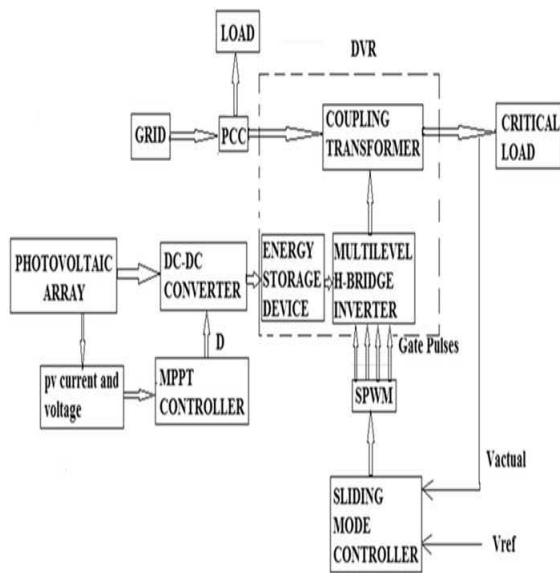 LOAD
DVR
GRID
PCC
COUPLING
TRANSFORMER
CRITICAL
LOAD
PHOTOVOLTAIC
ARRAY
DC-DC
CONVERTER
ENERGY
STORAGE
DEVICE
MULTILEVEL
H-BRIDGE
INVERTER
D
Gate Pulses
pv current and
voltage
MPPT
CONTROLLER
SPWM
Vactual
SLIDING
MODE
CONTROLLER
Vref